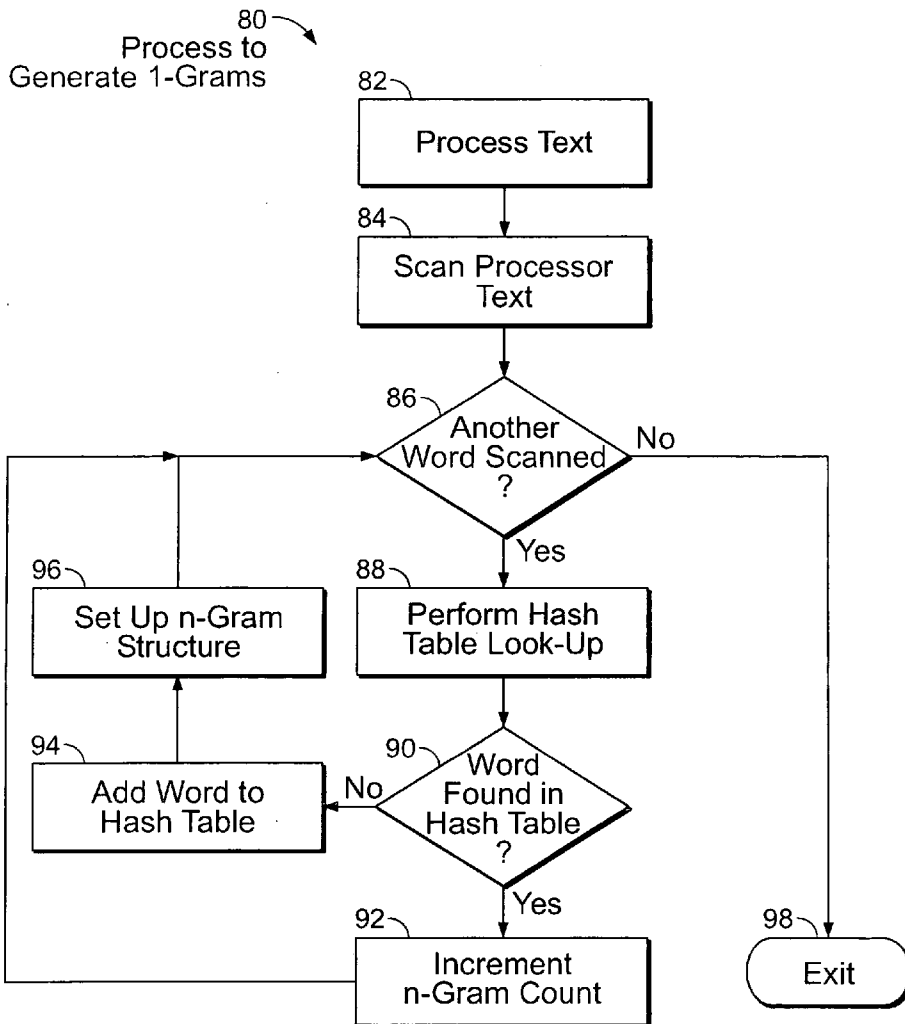 80
Process to
Generate 1-Grams
82
Process Text
84
Scan Processor
Text
86
Another
Word Scanned
?
No
Yes
96
Set Up n-Gram
Structure
88
Perform Hash
Table Look-Up
94
Add Word to
Hash Table
No
90
Word
Found in
Hash Table
?
Yes
92
Increment
n-Gram Count
98
Exit